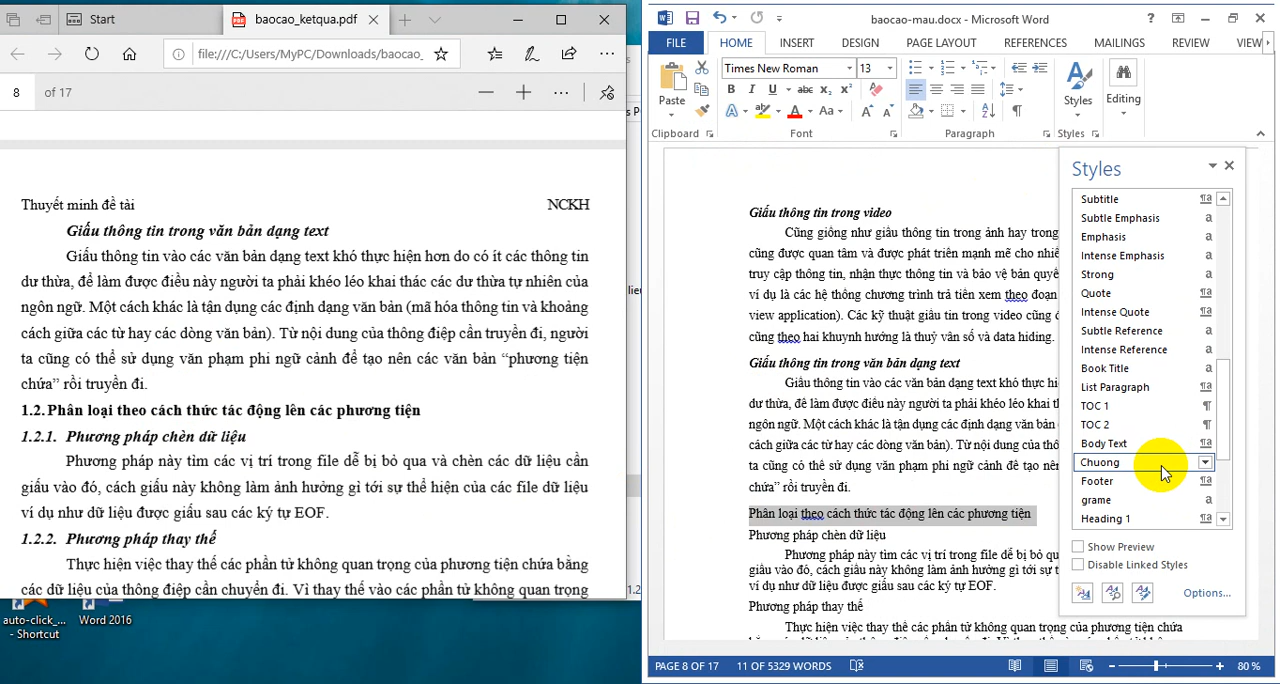 Start
baocao_ketqua.pdf
file:///C:/Users/MyPC/Downloads/baocao_
8 of 17
Thuyết minh đề tài NCKH
Giấu thông tin trong văn bản dạng text
Giấu thông tin vào các văn bản dạng text khó thực hiện hơn do có ít các thông tin
dư thừa, để làm được điều này người ta phải khéo léo khai thác các dư thừa tự nhiên của
ngôn ngữ. Một cách khác là tận dụng các định dạng văn bản (mã hóa thông tin và khoảng
cách giữa các từ hay các dòng văn bản). Từ nội dung của thông điệp cần truyền đi, người
ta cũng có thể sử dụng văn phạm phi ngữ cảnh để tạo nên các văn bản “phương tiện
chứa” rồi truyền đi.
1.2. Phân loại theo cách thức tác động lên các phương tiện
1.2.1. Phương pháp chèn dữ liệu
Phương pháp này tìm các vị trí trong file dễ bị bỏ qua và chèn các dữ liệu cần
giấu vào đó, cách giấu này không làm ảnh hưởng gì tới sự thể hiện của các file dữ liệu
ví dụ như dữ liệu được giấu sau các ký tự EOF.
1.2.2. Phương pháp thay thế
Thực hiện việc thay thế các phần tử không quan trọng của phương tiện chứa bằng
các dữ liệu của thông điệp cần chuyển đi. Vì thay thế vào các phần tử không quan trọng
auto-click_...
- Shortcut
Word 2016
baocao-mau.docx - Microsoft Word
FILE HOME INSERT DESIGN PAGE LAYOUT REFERENCES MAILINGS REVIEW VIEW
Times New Roman 13
Paste
B I U abc x₂ x²
A A Aa A A
Styles
Editing
Clipboard Font Paragraph Styles
Giấu thông tin trong video
Cũng giống như giấu thông tin trong ảnh hay trong
cũng được quan tâm và được phát triển mạnh mẽ cho nhiề
truy cập thông tin, nhận thực thông tin và bảo vệ bản quyề
ví dụ là các hệ thống chương trình trả tiền xem theo đoạn
view application). Các kỹ thuật giấu tin trong video cũng đ
cũng theo hai khuynh hướng là thuỷ vân số và data hiding.
Giấu thông tin trong văn bản dạng text
Giấu thông tin vào các văn bản dạng text khó thực hi
dư thừa, để làm được điều này người ta phải khéo léo khai t
ngôn ngữ. Một cách khác là tận dụng các định dạng văn bả
cách giữa các từ hay các dòng văn bản). Từ nội dung của th
ta cũng có thể sử dụng văn phạm phi ngữ cảnh để tạo nên
chứa” rồi truyền đi.
Phân loại theo cách thức tác động lên các phương tiện
Phương pháp chèn dữ liệu
Phương pháp này tìm các vị trí trong file dễ bị bỏ qu
giấu vào đó, cách giấu này không làm ảnh hưởng gì tới sự t
ví dụ như dữ liệu được giấu sau các ký tự EOF.
Phương pháp thay thế
Thực hiện việc thay thế các phần tử không quan trọng của phương tiện chứa
Styles
Subtitle
Subtle Emphasis
Emphasis
Intense Emphasis
Strong
Quote
Intense Quote
Subtle Reference
Intense Reference
Book Title
List Paragraph
TOC 1
TOC 2
Body Text
Chuong
Footer
grame
Heading 1
Show Preview
Disable Linked Styles
Options...
PAGE 8 OF 17 11 OF 5329 WORDS 80 %